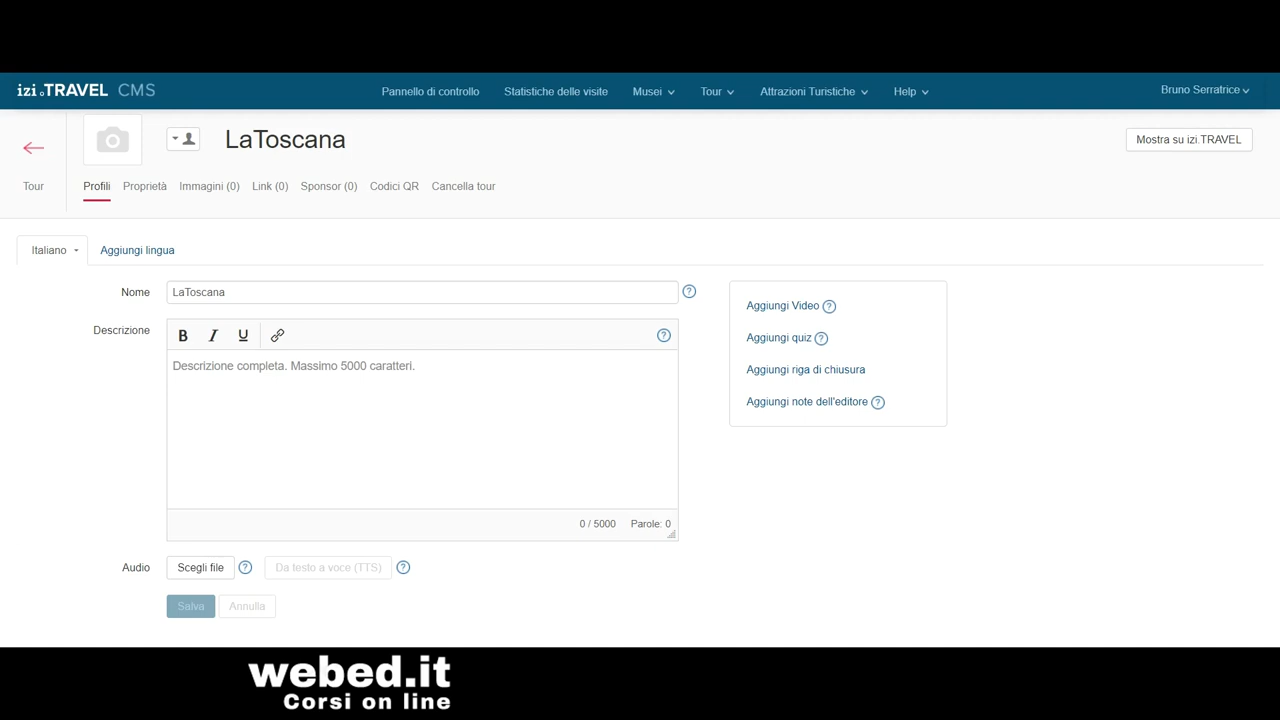 izi.TRAVEL CMS Pannello di controllo Statistiche delle visite Musei Tour Attrazioni Turistiche Help Bruno Serratrice
LaToscana Mostra su izi.TRAVEL
Tour Profili Proprietà Immagini (0) Link (0) Sponsor (0) Codici QR Cancella tour
Italiano Aggiungi lingua
Nome LaToscana ?
Aggiungi Video ?
Descrizione B I U ?
Aggiungi quiz ?
Descrizione completa. Massimo 5000 caratteri.
Aggiungi riga di chiusura
Aggiungi note dell'editore ?
0 / 5000 Parole: 0
Audio Scegli file ? Da testo a voce (TTS) ?
Salva Annulla
webed.it
Corsi on line